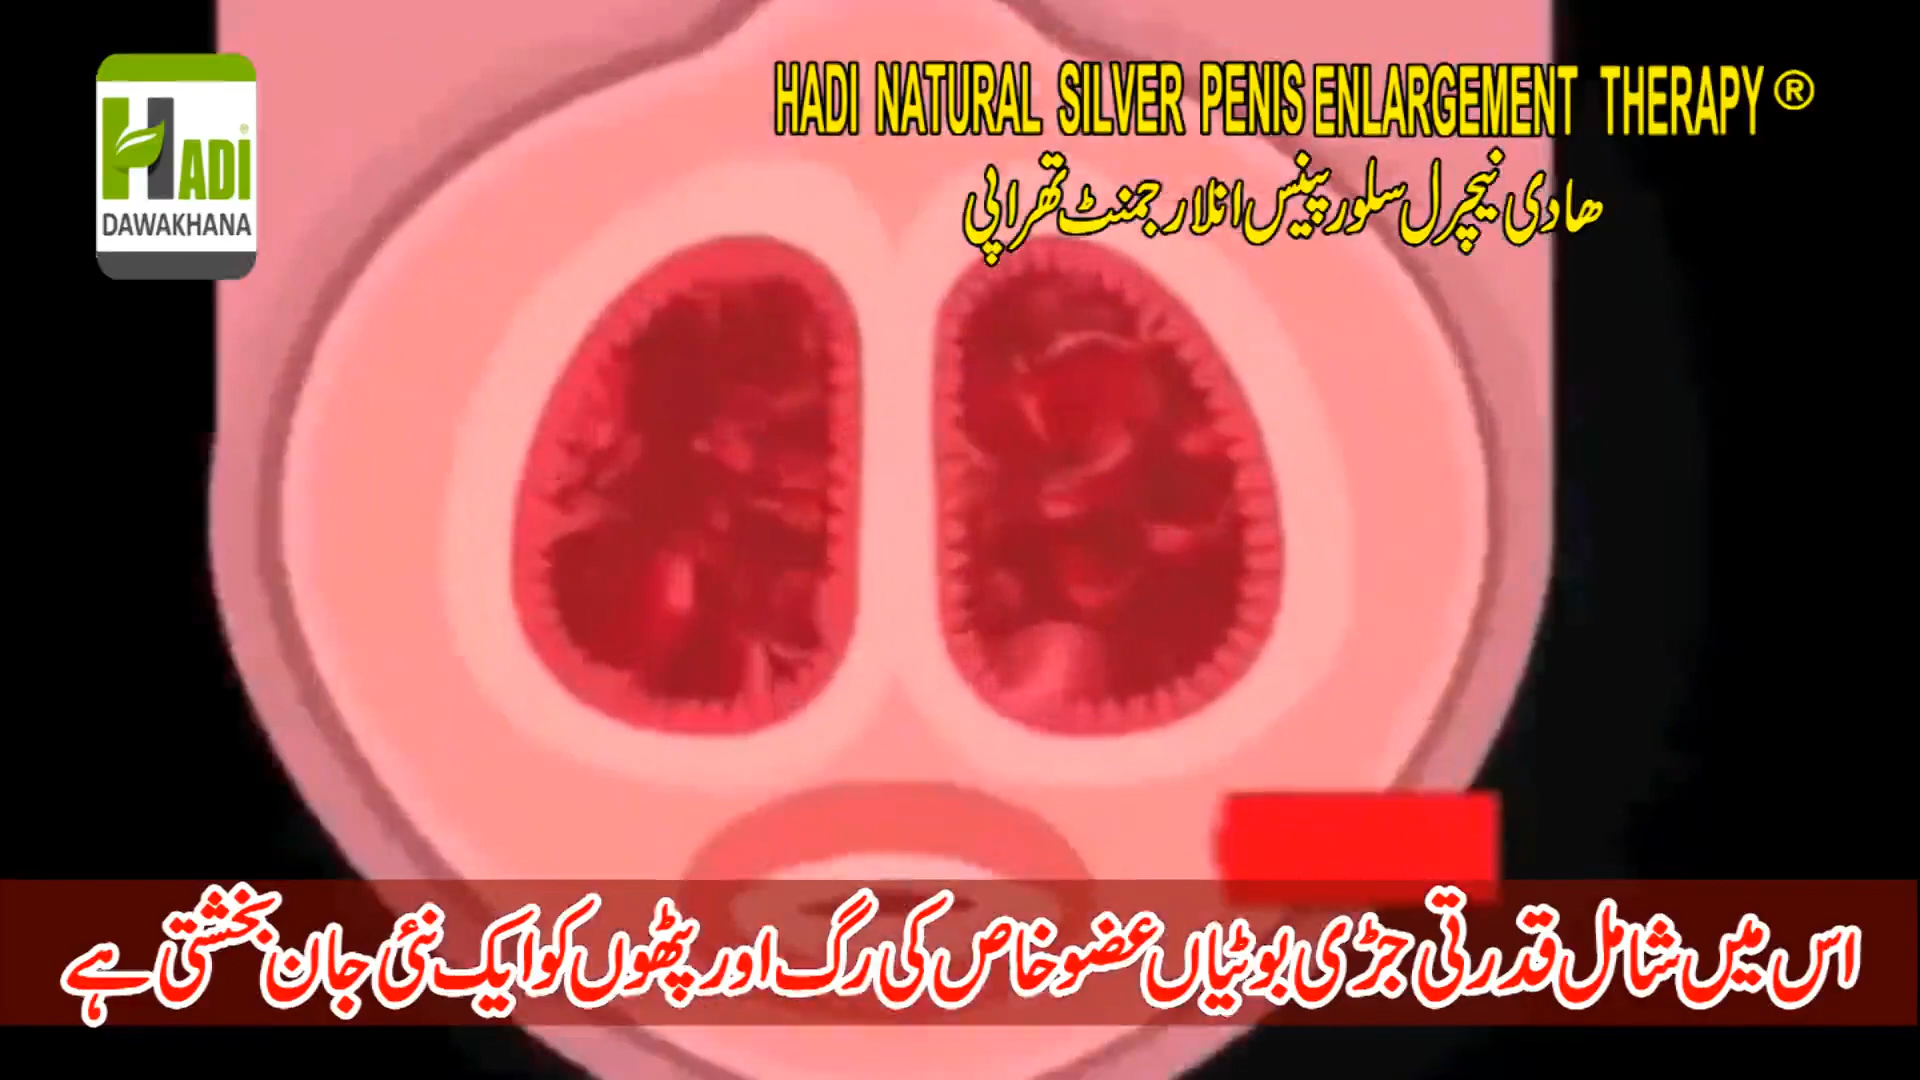 HADI
DAWAKHANA
HADI NATURAL SILVER PENIS ENLARGEMENT THERAPY ®
ھادی نیچرل سلور پینس انلارجمنٹ تھراپی
اس میں شامل قدرتی جڑی بوٹیاں عضو خاص کی رگ اور پٹھوں کو ایک نئی جان بخشتی ہے